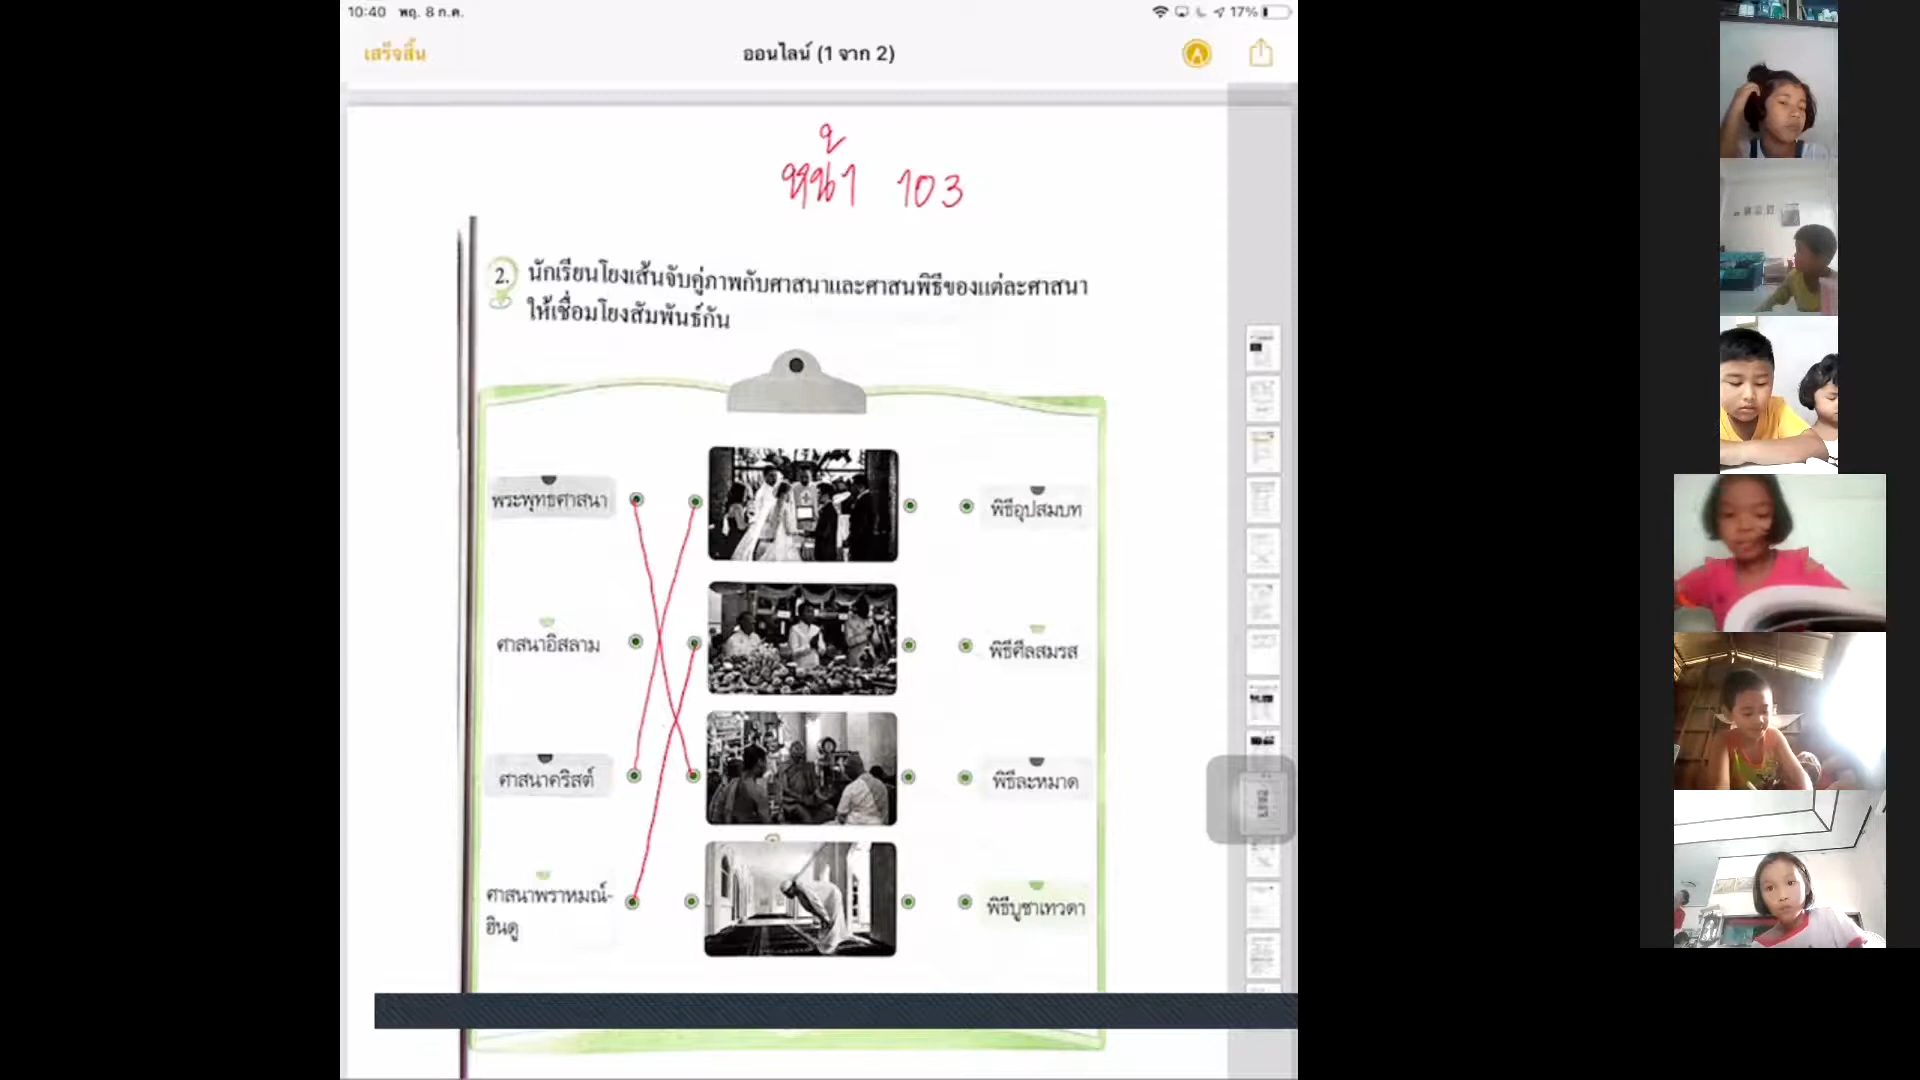 10:40 พฤ. 8 ก.ค.
17%
เสร็จสิ้น
ออนไลน์ (1 จาก 2)
หน้า 103
2. นักเรียนโยงเส้นจับคู่ภาพกับศาสนาและศาสนพิธีของแต่ละศาสนา
ให้เชื่อมโยงสัมพันธ์กัน
พระพุทธศาสนา
พิธีอุปสมบท
ศาสนาอิสลาม
พิธีศีลสมรส
ศาสนาคริสต์
พิธีละหมาด
ศาสนาพราหมณ์-
ฮินดู
พิธีบูชาเทวดา